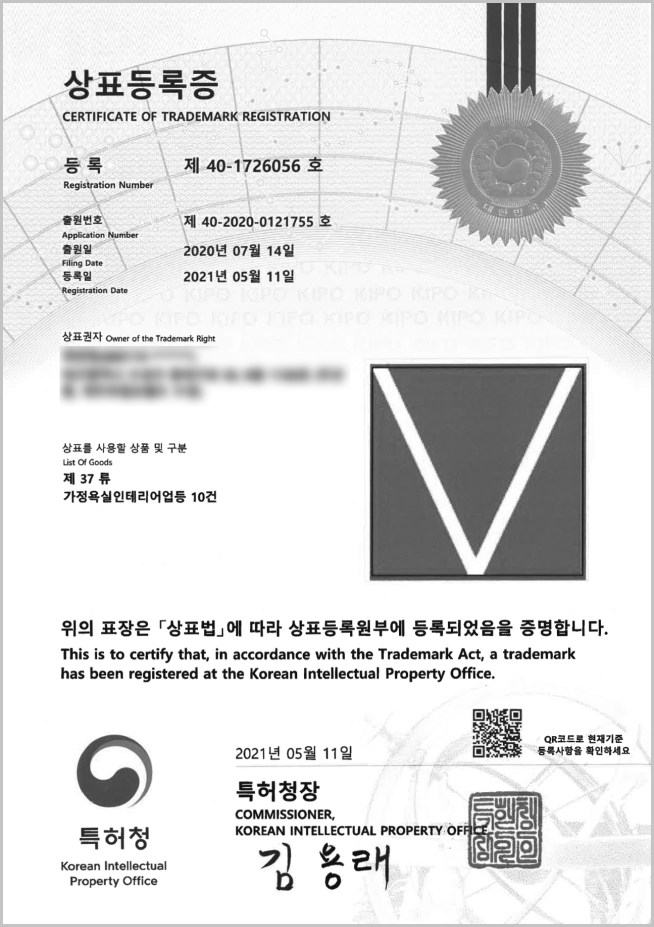 상표등록증
CERTIFICATE OF TRADEMARK REGISTRATION
등 록 제 40-1726056 호
Registration Number
출원번호 제 40-2020-0121755 호
Application Number
출원일 2020년 07월 14일
Filing Date
등록일 2021년 05월 11일
Registration Date
KIPO KIPO KIPO KIPO KIPO
KIPO KIPO KIPO KIPO KIPO KIPO
대한민국
상표권자 Owner of the Trademark Right
상표를 사용할 상품 및 구분
List Of Goods
제 37 류
가정욕실인테리어업등 10건
위의 표장은 「상표법」에 따라 상표등록원부에 등록되었음을 증명합니다.
This is to certify that, in accordance with the Trademark Act, a trademark
has been registered at the Korean Intellectual Property Office.
QR코드로 현재기준
등록사항을 확인하세요
2021년 05월 11일
특허청장
COMMISSIONER,
KOREAN INTELLECTUAL PROPERTY OFFICE
김용래
특허청
Korean Intellectual
Property Office